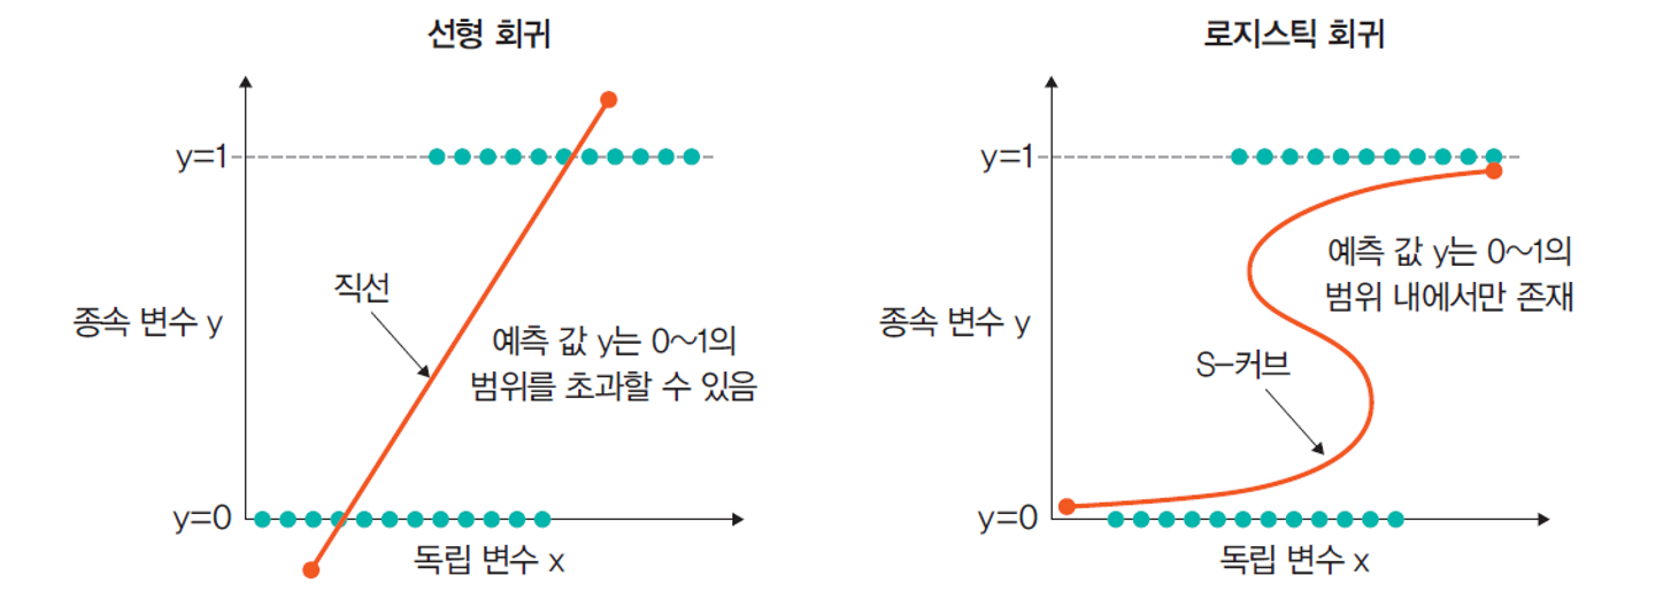 선형 회귀
y=1
직선
종속 변수 y
예측 값 y는 0~1의
범위를 초과할 수 있음
y=0
독립 변수 x
로지스틱 회귀
y=1
예측 값 y는 0~1의
범위 내에서만 존재
종속 변수 y
S-커브
y=0
독립 변수 x